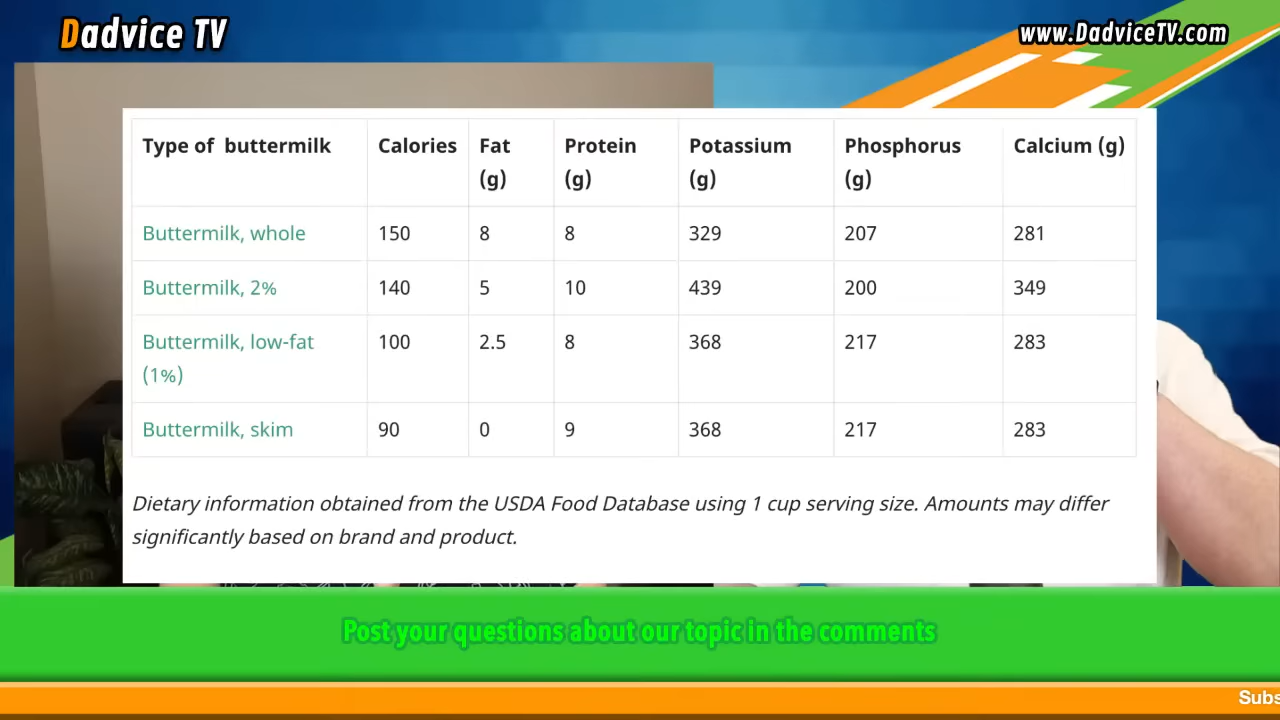 Dadvice TV
www.DadviceTV.com
Type of buttermilk Calories Fat (g) Protein (g) Potassium (g) Phosphorus (g) Calcium (g)
Buttermilk, whole 150 8 8 329 207 281
Buttermilk, 2% 140 5 10 439 200 349
Buttermilk, low-fat (1%) 100 2.5 8 368 217 283
Buttermilk, skim 90 0 9 368 217 283
Dietary information obtained from the USDA Food Database using 1 cup serving size. Amounts may differ
significantly based on brand and product.
Post your questions about our topic in the comments
Subs